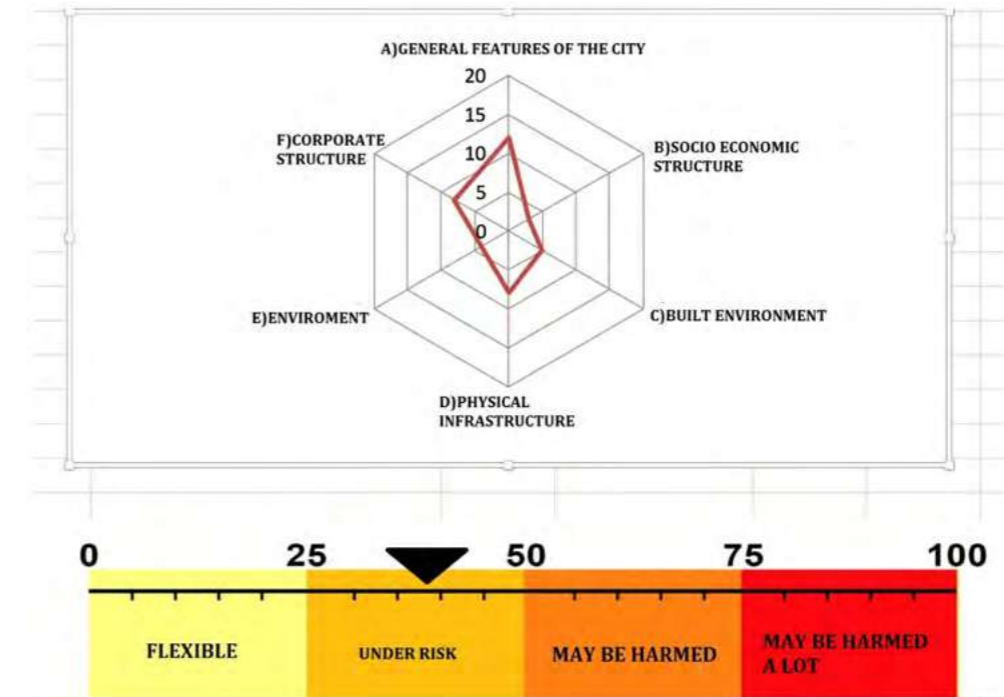 A)GENERAL FEATURES OF THE CITY
20
15
10
5
0
F)CORPORATE
STRUCTURE
B)SOCIO ECONOMIC
STRUCTURE
E)ENVIROMENT
C)BUILT ENVIRONMENT
D)PHYSICAL
INFRASTRUCTURE
0 25 50 75 100
FLEXIBLE
UNDER RISK
MAY BE HARMED
MAY BE HARMED
A LOT